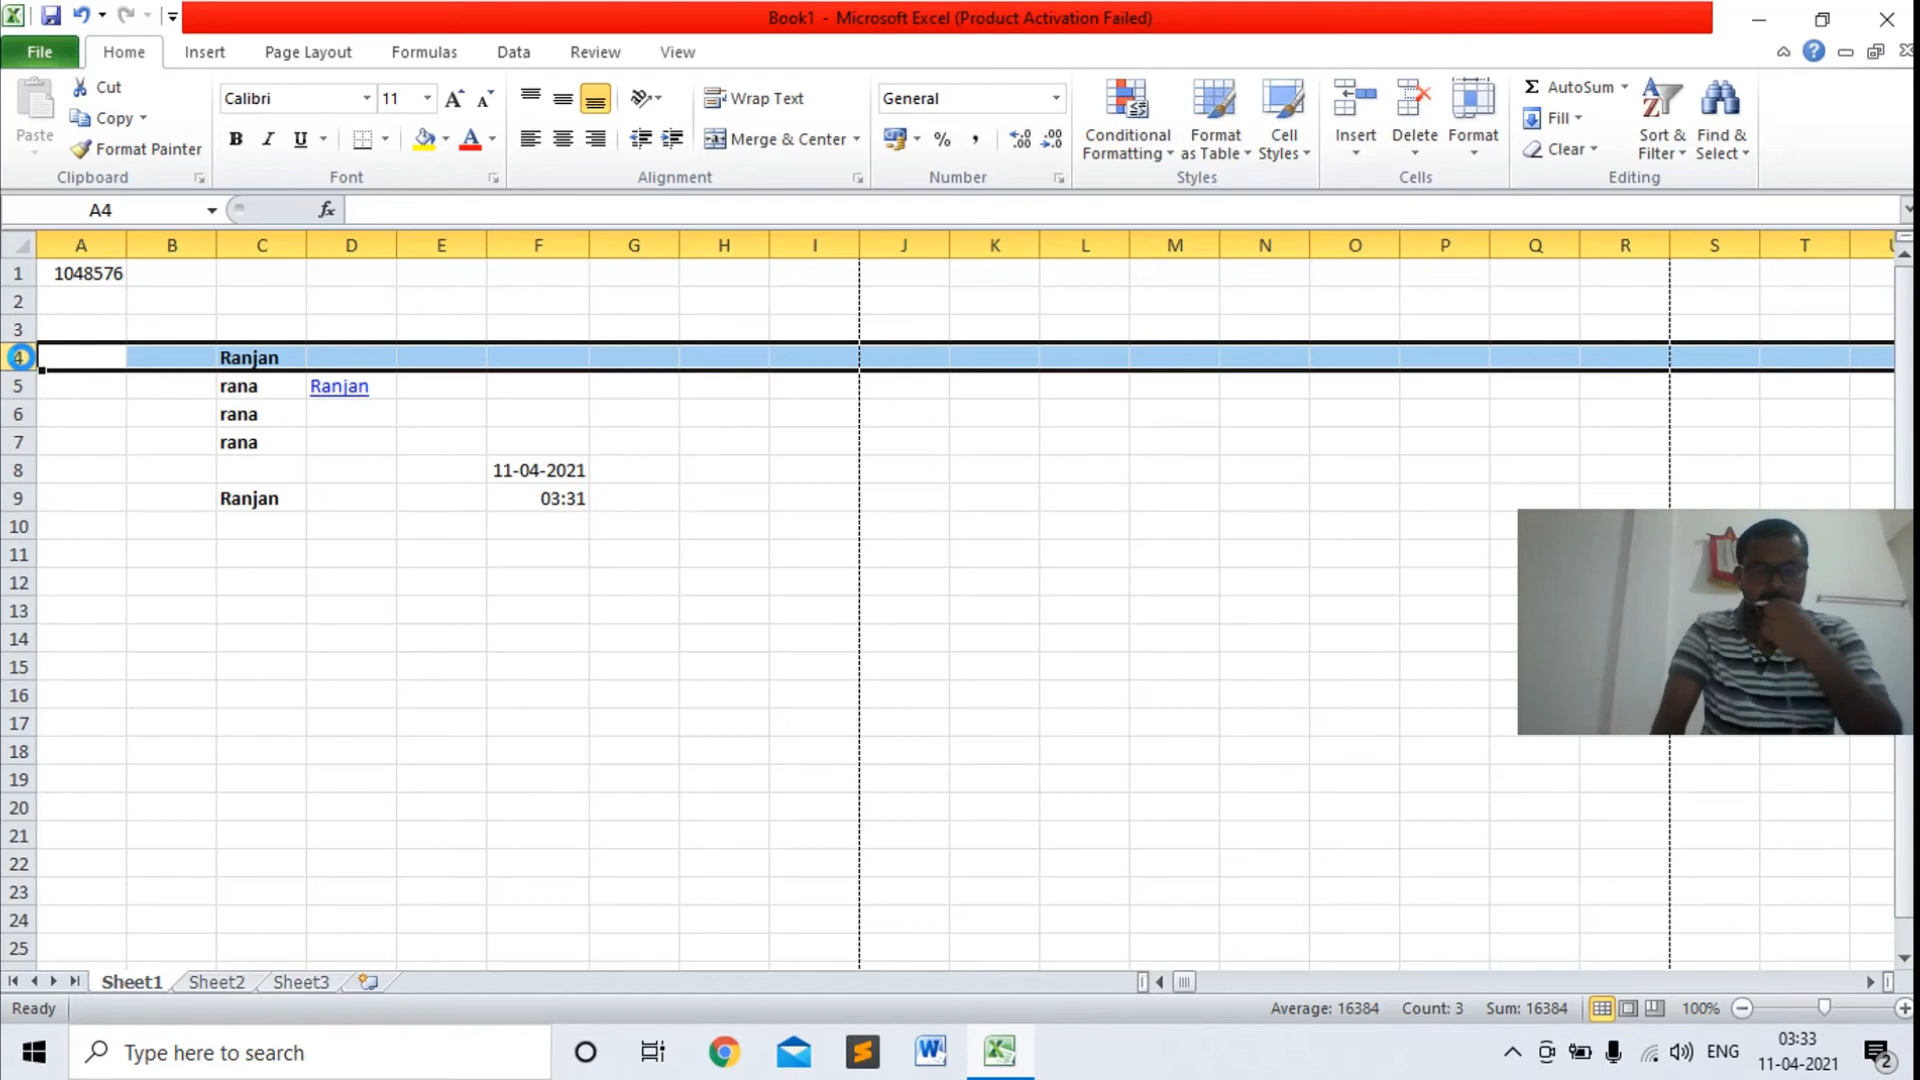 Book1 - Microsoft Excel (Product Activation Failed)
File Home Insert Page Layout Formulas Data Review View
Paste
Cut
Copy
Format Painter
Clipboard
Calibri 11
B I U
Font
Wrap Text
Merge & Center
Alignment
General
%
Number
Conditional Formatting
Format as Table
Cell Styles
Styles
Insert
Delete
Format
Cells
Σ AutoSum
Fill
Clear
Sort & Filter
Find & Select
Editing
A4 fx
A B C D E F G H I J K L M N O P Q R S T U
1 1048576
2
3
4 Ranjan
5 rana Ranjan
6 rana
7 rana
8 11-04-2021
9 Ranjan 03:31
10
11
12
13
14
15
16
17
18
19
20
21
22
23
24
25
Sheet1 Sheet2 Sheet3
Ready Average: 16384 Count: 3 Sum: 16384 100%
Type here to search
ENG
03:33
11-04-2021
2